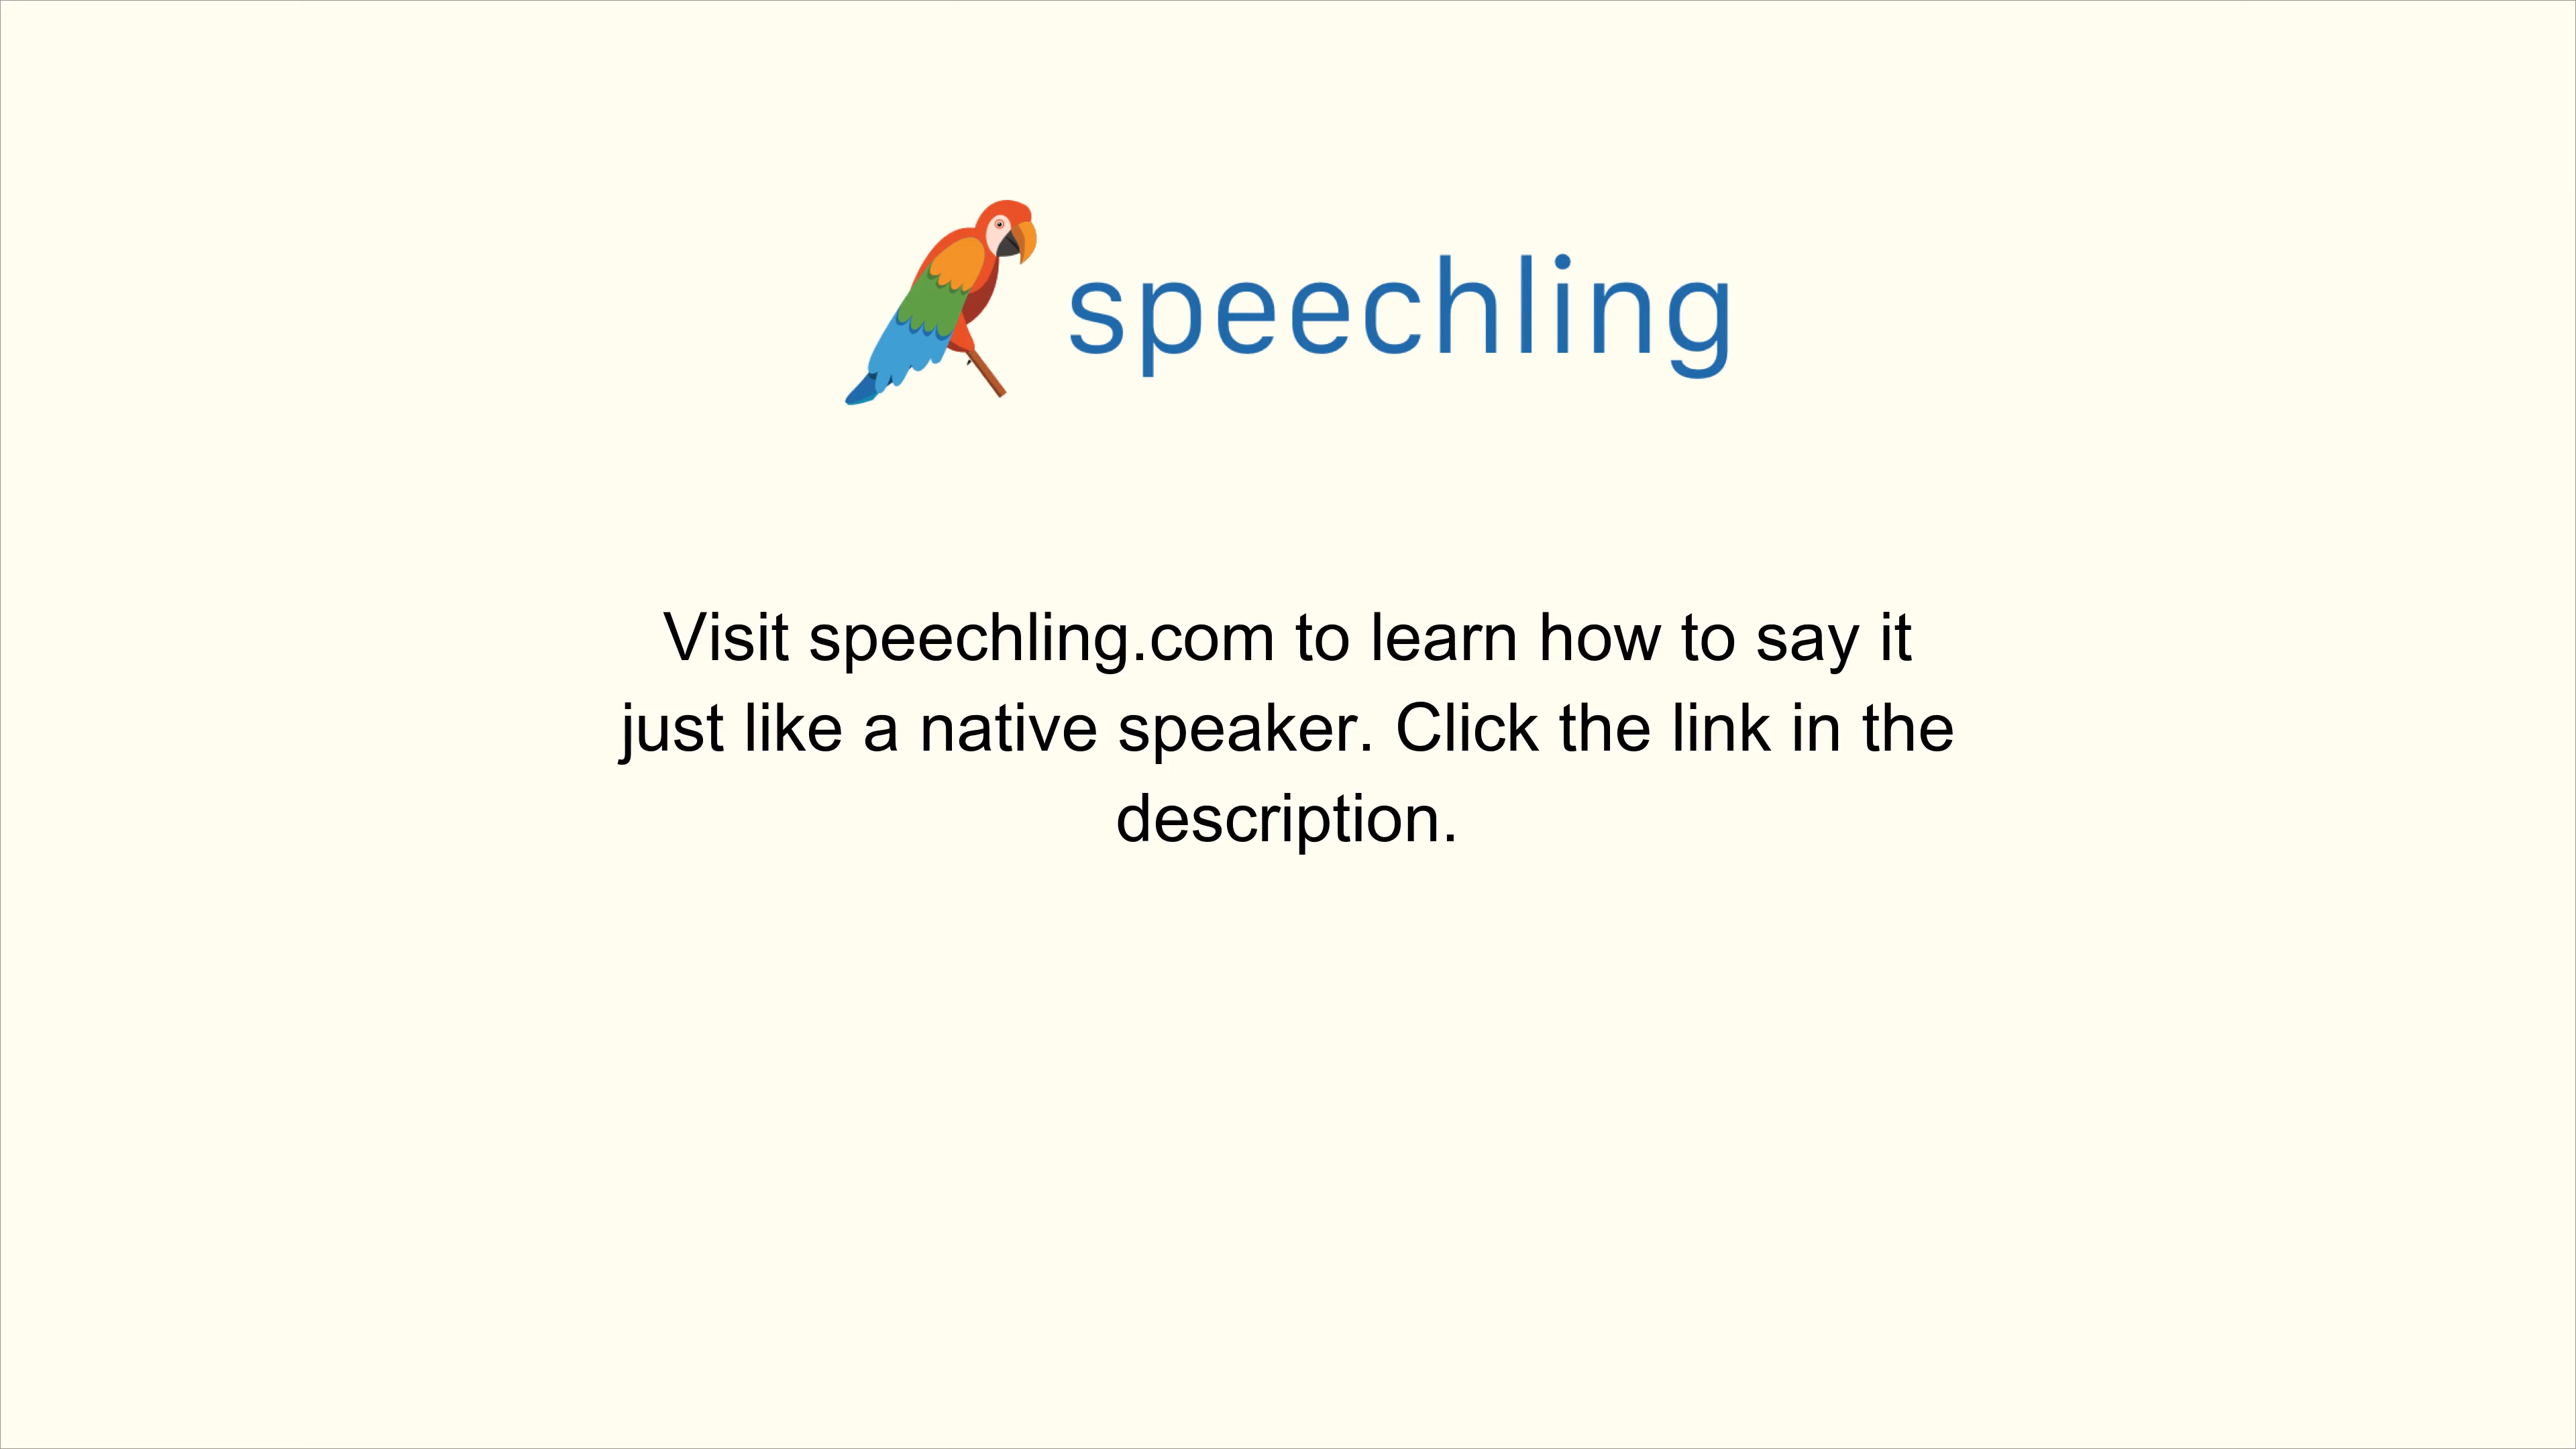 speechling
Visit speechling.com to learn how to say it
just like a native speaker. Click the link in the
description.